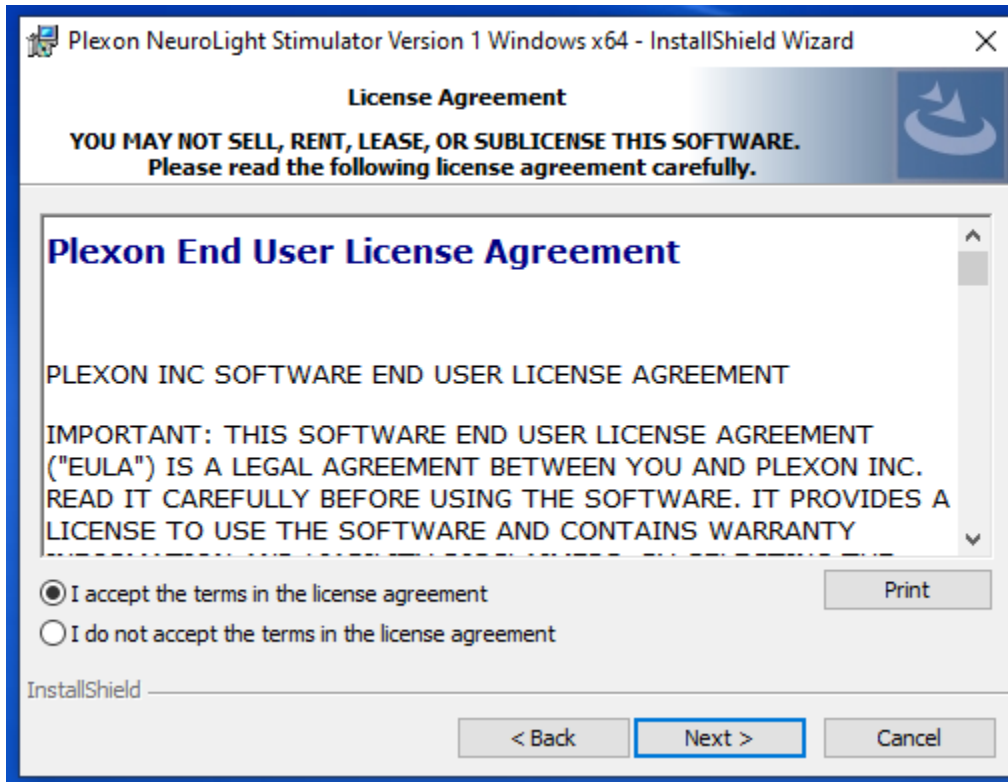 Plexon NeuroLight Stimulator Version 1 Windows x64 - InstallShield Wizard
License Agreement
YOU MAY NOT SELL, RENT, LEASE, OR SUBLICENSE THIS SOFTWARE.
Please read the following license agreement carefully.
Plexon End User License Agreement
PLEXON INC SOFTWARE END USER LICENSE AGREEMENT
IMPORTANT: THIS SOFTWARE END USER LICENSE AGREEMENT
("EULA") IS A LEGAL AGREEMENT BETWEEN YOU AND PLEXON INC.
READ IT CAREFULLY BEFORE USING THE SOFTWARE. IT PROVIDES A
LICENSE TO USE THE SOFTWARE AND CONTAINS WARRANTY
I accept the terms in the license agreement
Print
I do not accept the terms in the license agreement
InstallShield
< Back
Next >
Cancel